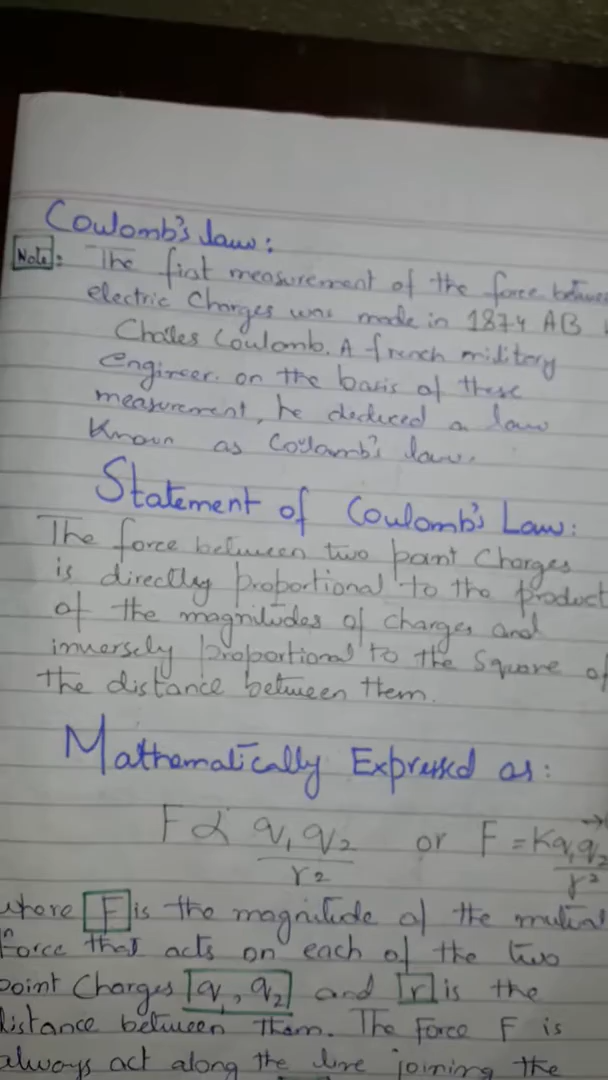 Coulomb's law:
Note: The first measurement of the force between
electric Charges was made in 1874 AB
Charles Coulomb. A french military
engineer. on the basis of these
measurement, he deduced a law
Known as Coulomb's law.
Statement of Coulomb's Law:
The force between two point Charges
is directly proportional to the product
of the magnitudes of charges and
inversely proportional to the square of
the distance between them.
Mathematically Expressed as:
F ∝ q₁q₂/r² or F = Kq₁q₂/r²
where F is the magnitude of the mutual
Force that acts on each of the two
point Charges q₁, q₂ and r is the
distance between them. The Force F is
always act along the line joining the